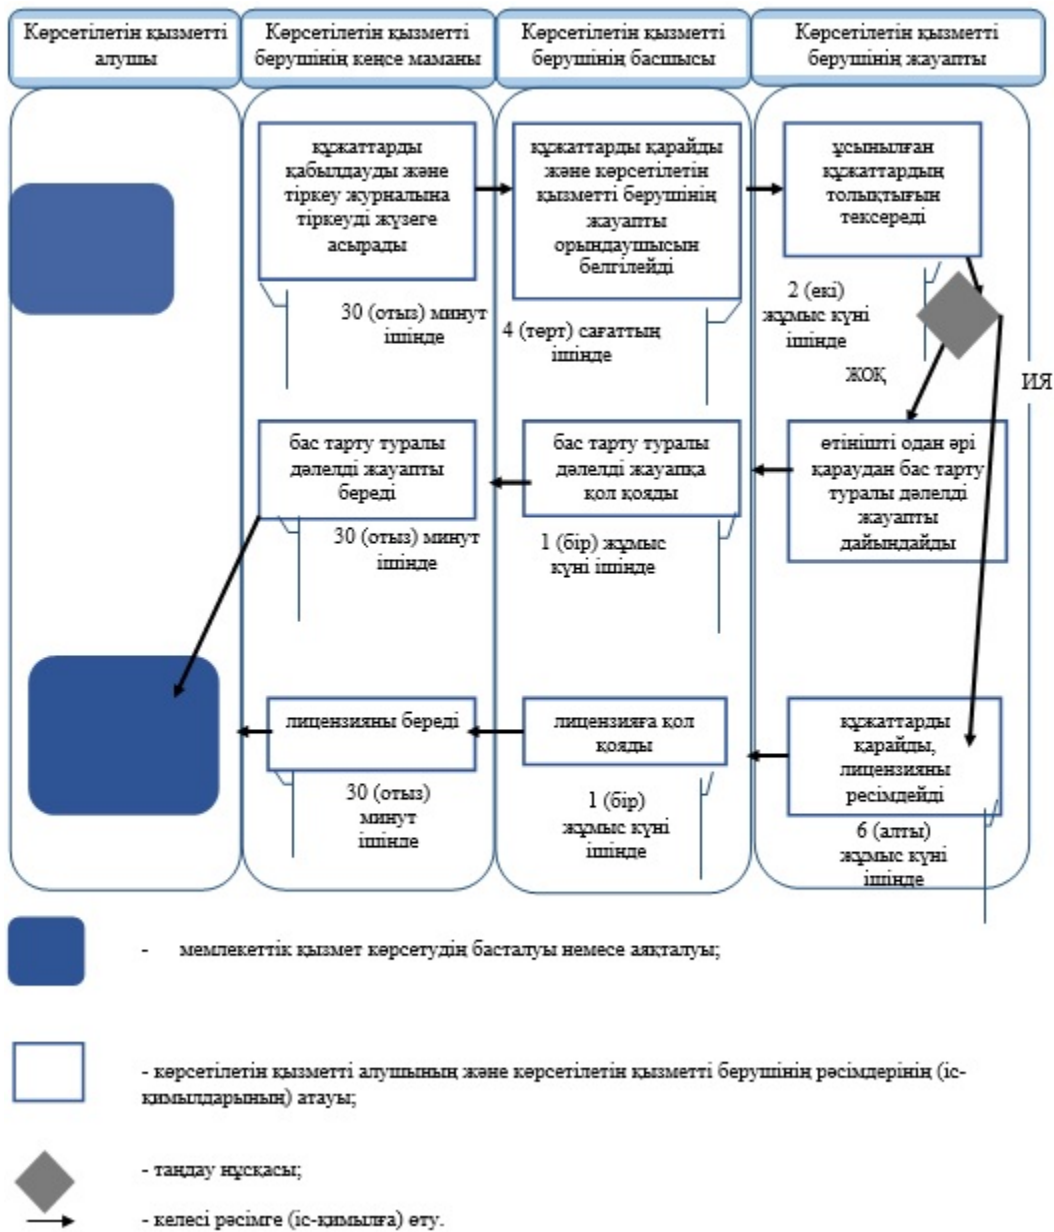 Көрсетілетін қызметті
алушы
Көрсетілетін қызметті
берушінің кеңсе маманы
Көрсетілетін қызметті
берушінің басшысы
Көрсетілетін қызметті
берушінің жауапты
құжаттарды
қабылдауды және
тіркеу журналына
тіркеуді жүзеге
асырады
құжаттарды қарайды
және көрсетілетін
қызметті берушінің
жауапты
орындаушысын
белгілейді
ұсынылған
құжаттардың
толықтығын
тексереді
30 (отыз) минут
ішінде
4 (төрт) сағаттың
ішінде
2 (екі)
жұмыс күні
ішінде
ЖОҚ
ИЯ
бас тарту туралы
дәлелді жауапты
береді
бас тарту туралы
дәлелді жауапқа
қол қояды
өтінішті одан әрі
қараудан бас тарту
туралы дәлелді
жауапты
дайындайды
30 (отыз) минут
ішінде
1 (бір) жұмыс
күні ішінде
лицензияны береді
лицензияға қол
қояды
құжаттарды
қарайды,
лицензияны
ресімдейді
30 (отыз)
минут
ішінде
1 (бір)
жұмыс күні
ішінде
6 (алты)
жұмыс күні
ішінде
- мемлекеттік қызмет көрсетудің басталуы немесе аяқталуы;
- көрсетілетін қызметті алушының және көрсетілетін қызметті берушінің рәсімдерінің (іс-
қимылдарының) атауы;
- таңдау нұсқасы;
- келесі рәсімге (іс-қимылға) өту.